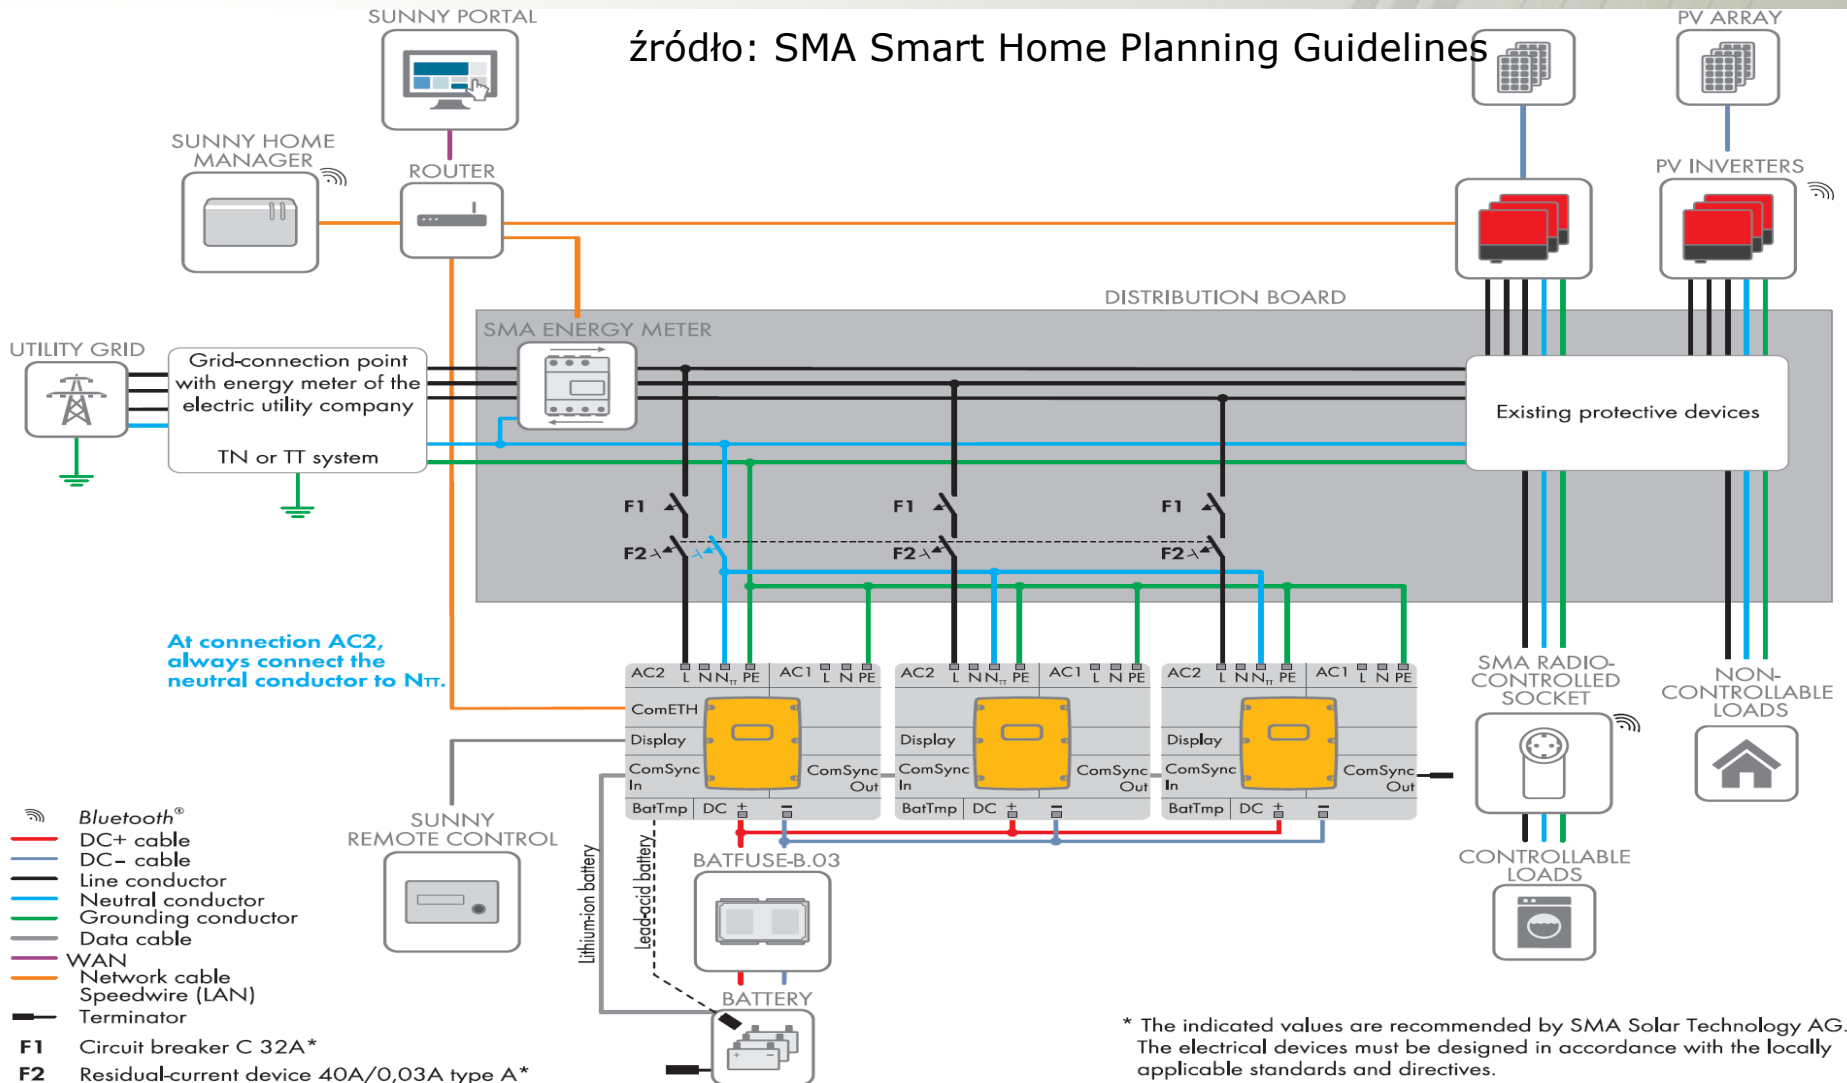 SUNNY PORTAL
PV ARRAY
źródło: SMA Smart Home Planning Guidelines
SUNNY HOME
MANAGER
ROUTER
PV INVERTERS
DISTRIBUTION BOARD
SMA ENERGY METER
UTILITY GRID
Grid-connection point
with energy meter of the
electric utility company
TN or TT system
Existing protective devices
F1
F1
F1
F2
F2
F2
At connection AC2,
always connect the
neutral conductor to NTT.
AC2 L N NTT PE AC1 L N PE
AC2 L N NTT PE AC1 L N PE
AC2 L N NTT PE AC1 L N PE
ComETH
Display
Display
Display
ComSync
In
ComSync
Out
ComSync
In
ComSync
Out
ComSync
In
ComSync
Out
BatTmp DC + −
BatTmp DC + −
BatTmp DC + −
SMA RADIO-
CONTROLLED
SOCKET
NON-
CONTROLLABLE
LOADS
SUNNY
REMOTE CONTROL
BATFUSE-B.03
CONTROLLABLE
LOADS
Lithium-ion battery
Lead-acid battery
BATTERY
Bluetooth®
DC+ cable
DC– cable
Line conductor
Neutral conductor
Grounding conductor
Data cable
WAN
Network cable
Speedwire (LAN)
Terminator
F1 Circuit breaker C 32A*
F2 Residual-current device 40A/0,03A type A*
* The indicated values are recommended by SMA Solar Technology AG.
The electrical devices must be designed in accordance with the locally
applicable standards and directives.